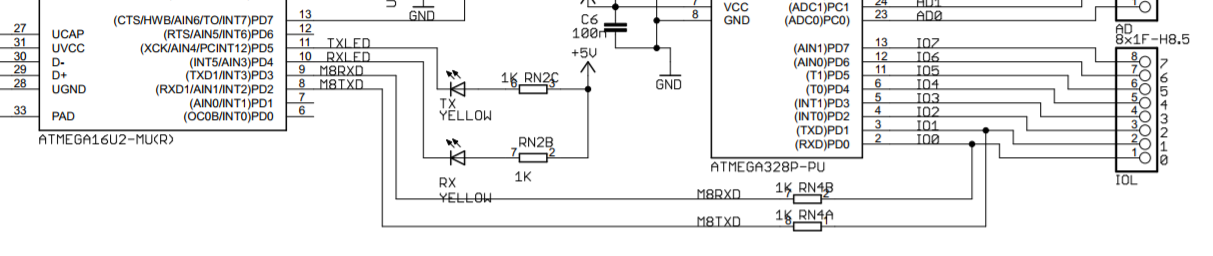 (CTS/HWB/AIN6/TO/INT7)PD7 13
(RTS/AIN5/INT6)PD6 12
(XCK/AIN4/PCINT12)PD5 11 TXLED
(INT5/AIN3)PD4 10 RXLED
(TXD1/INT3)PD3 9 M8RXD
(RXD1/AIN1/INT2)PD2 8 M8TXD
(AIN0/INT1)PD1 7
(OC0B/INT0)PD0 6
27 UCAP
31 UVCC
30 D-
29 D+
28 UGND
33 PAD
ATMEGA16U2-MU(R)
GND
C6
100n
+5V
GND
TX
YELLOW
1K RN2C
RX
YELLOW
RN2B
7 2
1K
7 VCC
8 GND
(ADC1)PC1 24 AD1
(ADC0)PC0) 23 AD0
(AIN1)PD7 13 IO7
(AIN0)PD6 12 IO6
(T1)PD5 11 IO5
(T0)PD4 6 IO4
(INT1)PD3 5 IO3
(INT0)PD2 4 IO2
(TXD)PD1 3 IO1
(RXD)PD0 2 IO0
ATMEGA328P-PU
M8RXD 1K RN4B
M8TXD 1K RN4A
1
AD
8x1F-H8.5
8 7
7 6
6 5
5 4
4 3
3 2
2 1
1 0
IOL